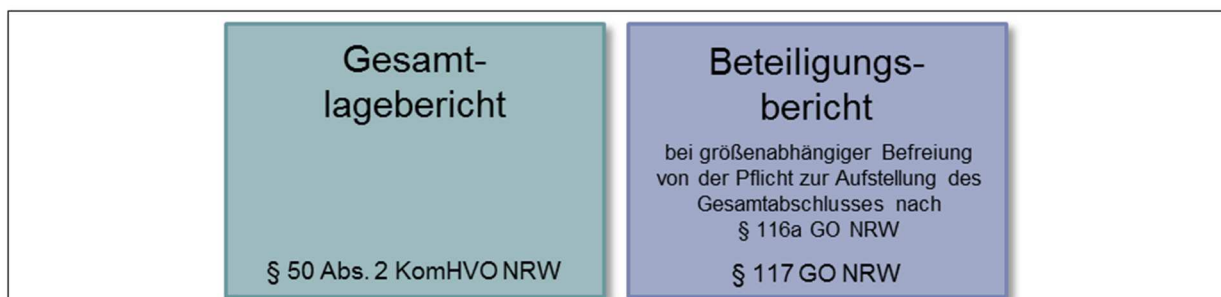 Gesamt-
lagebericht
§ 50 Abs. 2 KomHVO NRW
Beteiligungs-
bericht
bei größenabhängiger Befreiung
von der Pflicht zur Aufstellung des
Gesamtabschlusses nach
§ 116a GO NRW
§ 117 GO NRW